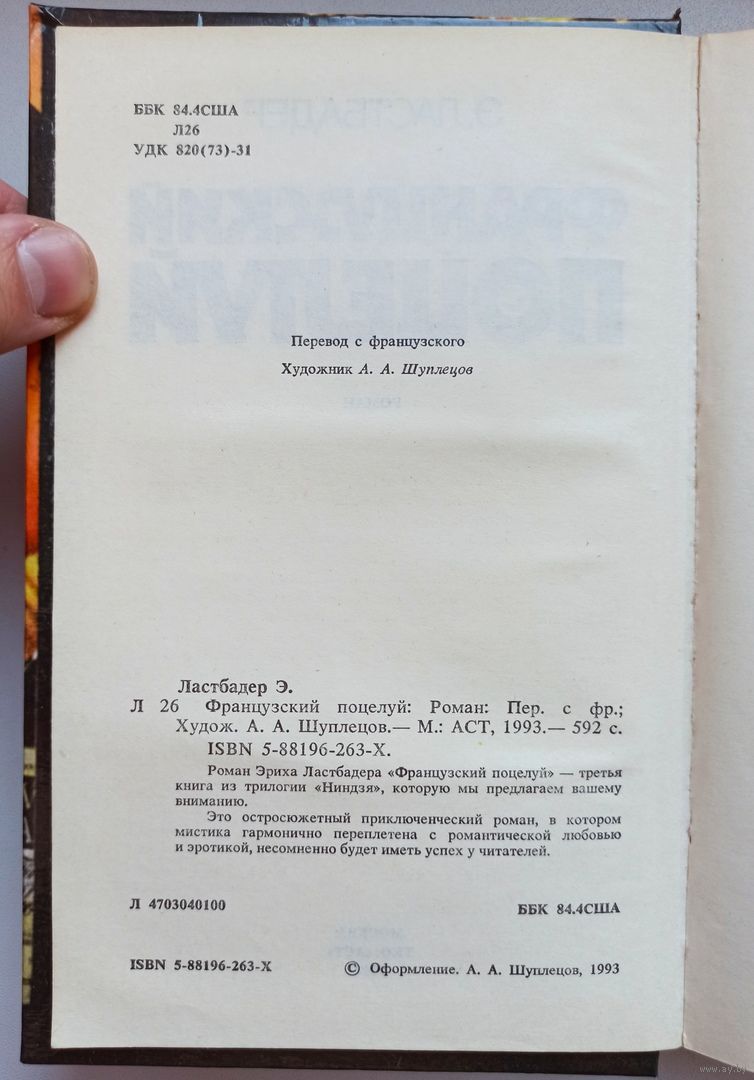 ББК 84.4США
Л26
УДК 820(73)-31
Перевод с французского
Художник А. А. Шуплецов
Ластбадер Э.
Л 26 Французский поцелуй: Роман: Пер. с фр.;
Худож. А. А. Шуплецов.— М.: АСТ, 1993.— 592 с.
ISBN 5-88196-263-X.
Роман Эриха Ластбадера «Французский поцелуй» — третья
книга из трилогии «Ниндзя», которую мы предлагаем вашему
вниманию.
Это остросюжетный приключенческий роман, в котором
мистика гармонично переплетена с романтической любовью
и эротикой, несомненно будет иметь успех у читателей.
Л 4703040100
ББК 84.4США
ISBN 5-88196-263-X
© Оформление. А. А. Шуплецов, 1993
www.ay.by